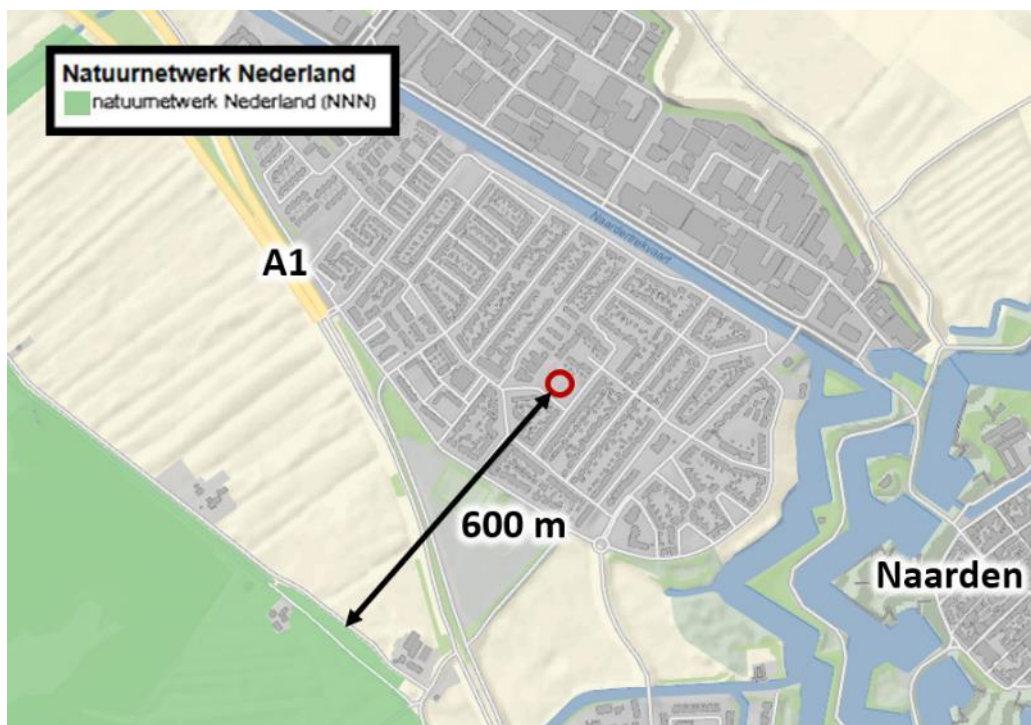 Natuurnetwerk Nederland
natuurnetwerk Nederland (NNN)
Naardertrekvaart
A1
600 m
Naarden